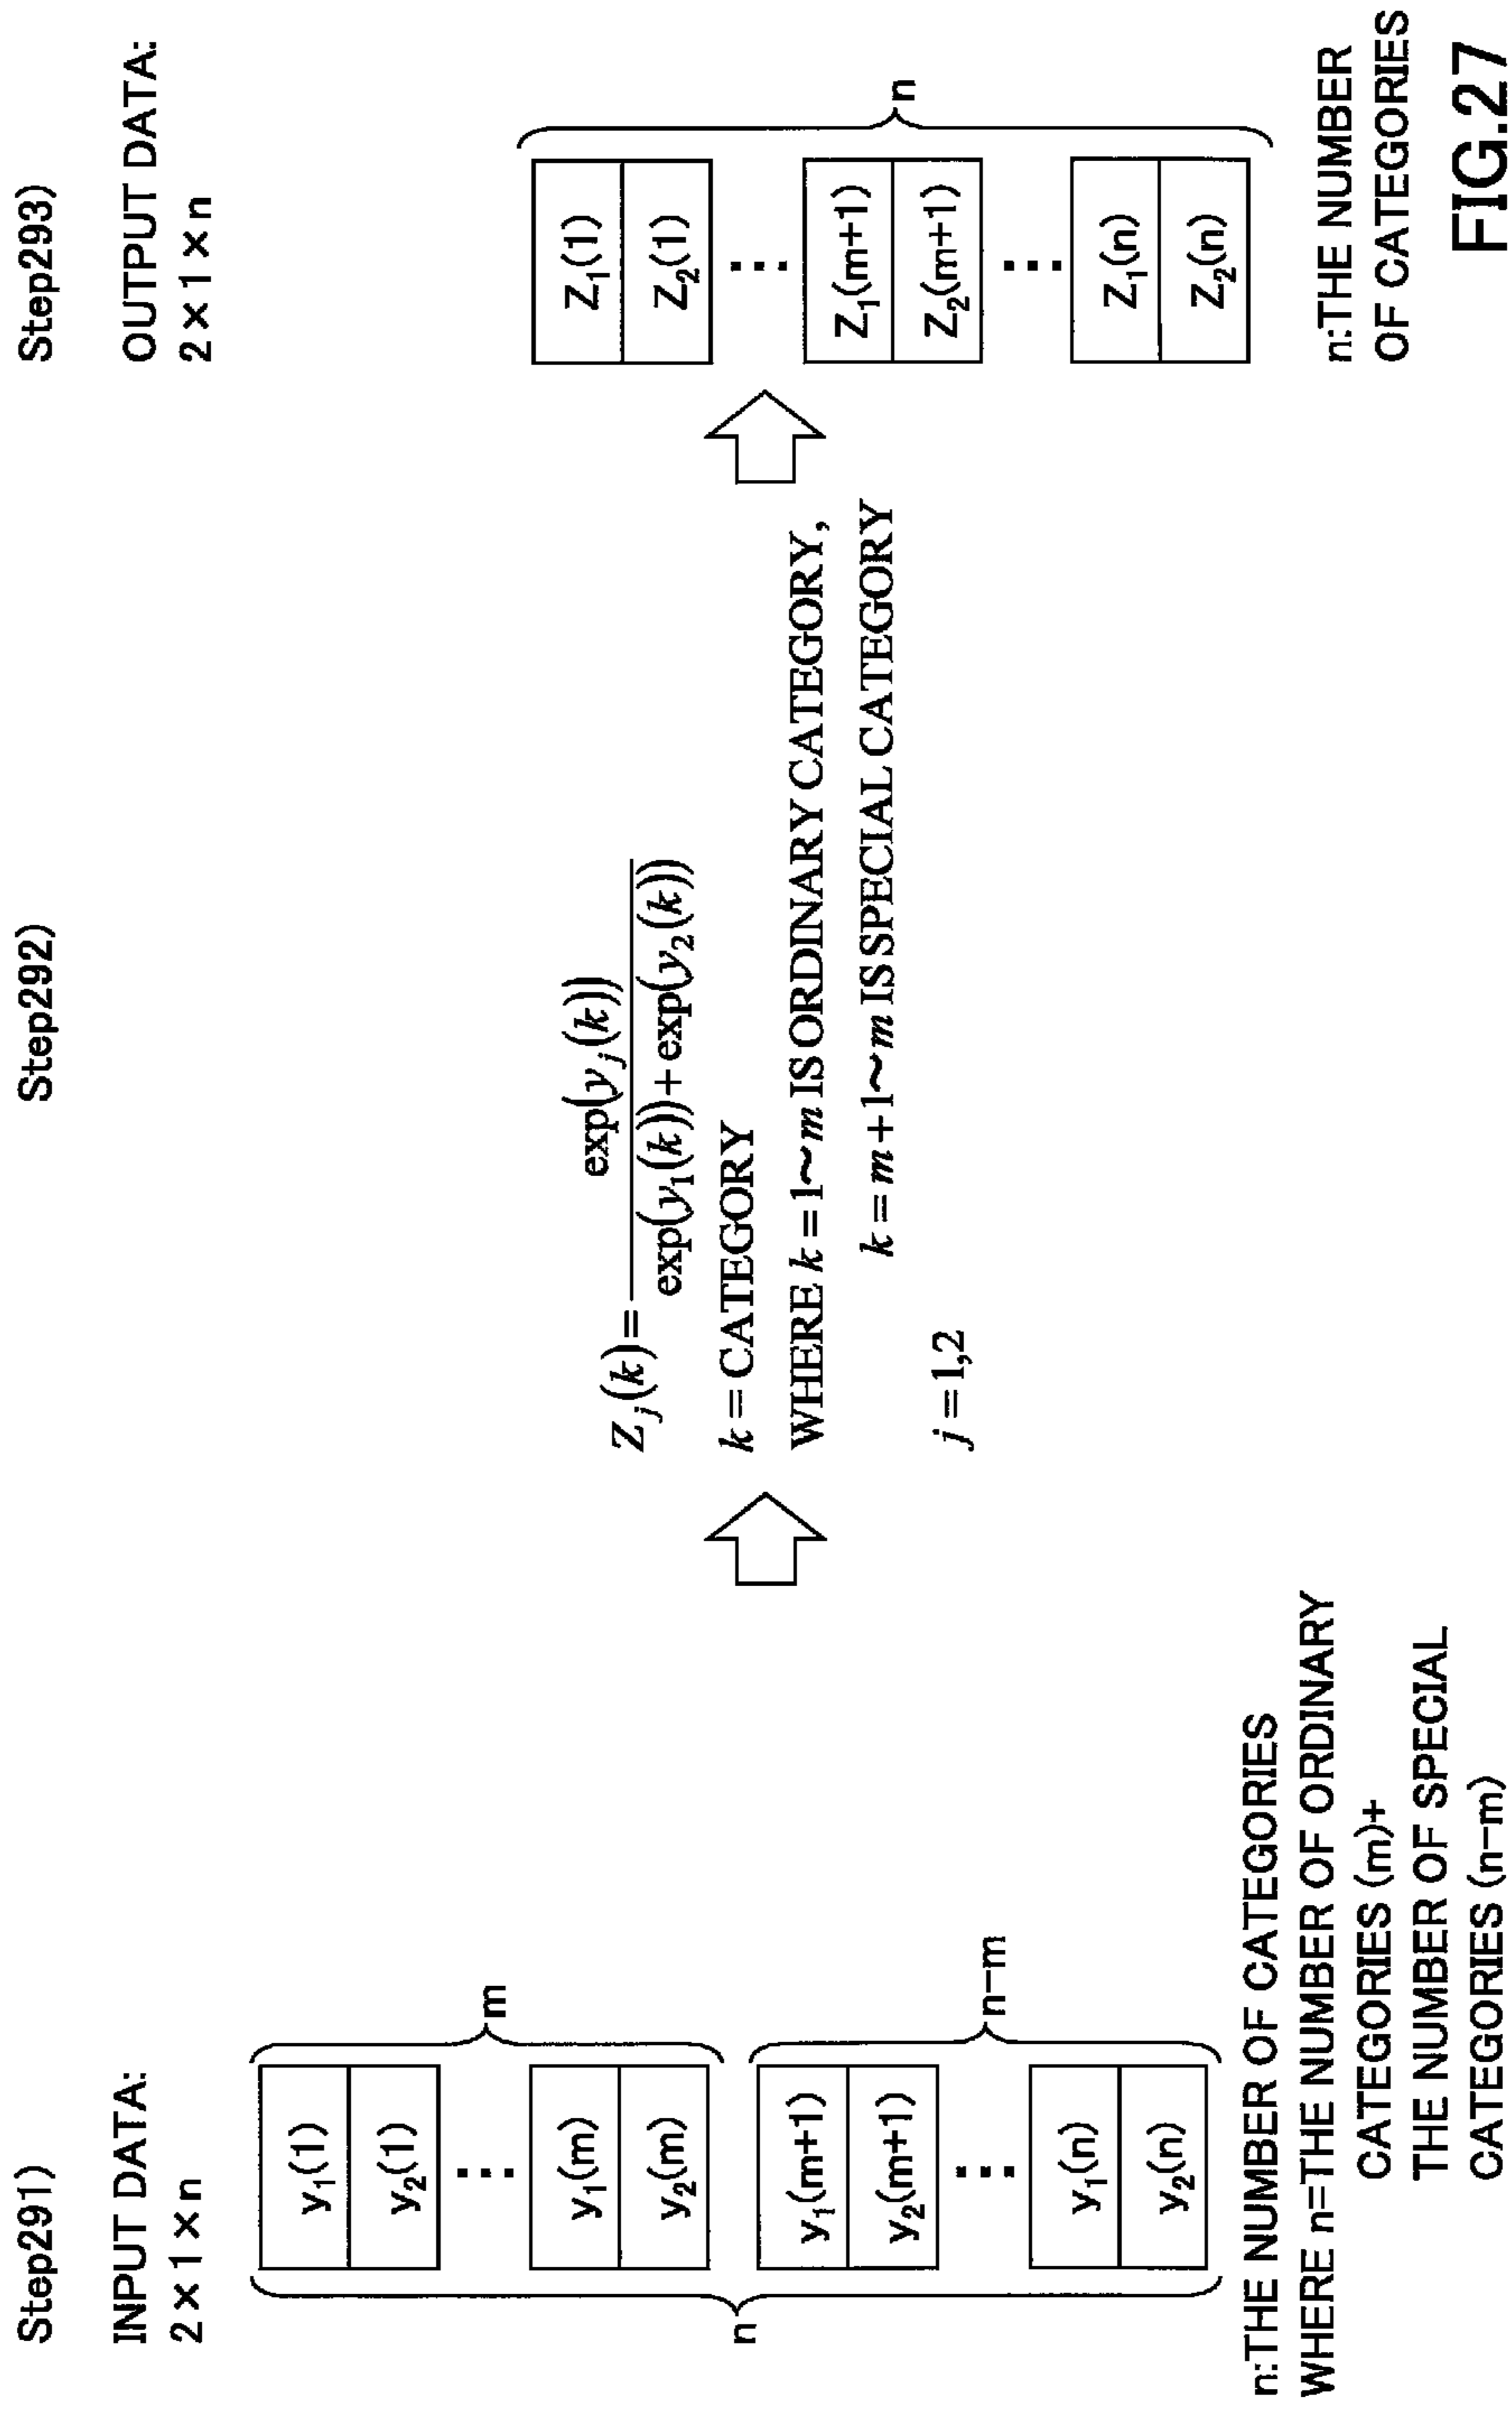 Step291)
INPUT DATA:
2×1×n
y₁(1)
y₂(1)
⋮
y₁(m)
y₂(m)
m
y₁(m+1)
y₂(m+1)
⋮
y₁(n)
y₂(n)
n-m
n
n:THE NUMBER OF CATEGORIES
WHERE n=THE NUMBER OF ORDINARY
CATEGORIES (m)+
THE NUMBER OF SPECIAL
CATEGORIES (n-m)
Step292)
Z_j(k) = exp(y_j(k)) / (exp(y₁(k)) + exp(y₂(k)))
k = CATEGORY
WHERE k = 1~m IS ORDINARY CATEGORY,
k = m+1~m IS SPECIAL CATEGORY
j = 1,2
Step293)
OUTPUT DATA:
2×1×n
Z₁(1)
Z₂(1)
⋮
Z₁(m+1)
Z₂(m+1)
⋮
Z₁(n)
Z₂(n)
n
n:THE NUMBER
OF CATEGORIES
FIG.27